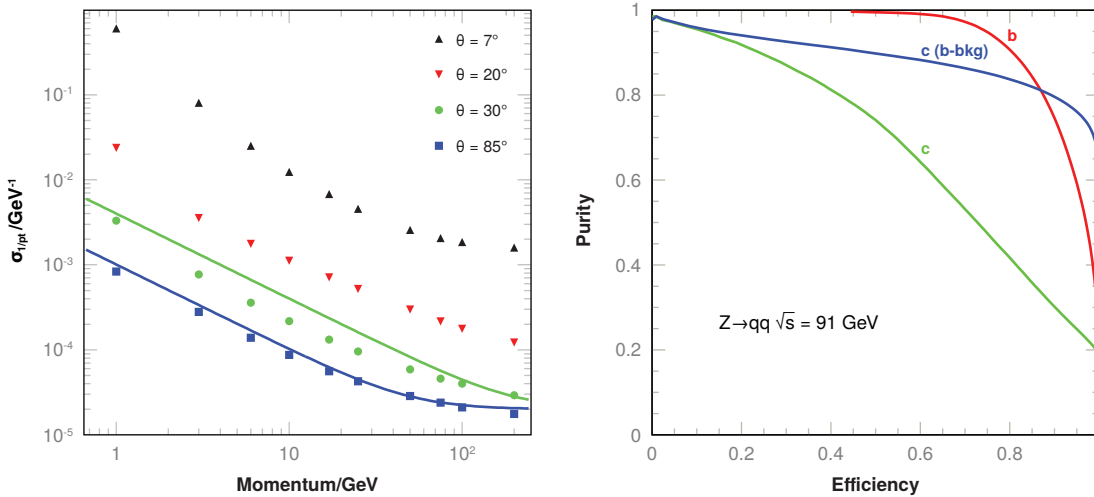 10⁻¹
10⁻²
10⁻³
10⁻⁴
10⁻⁵
σ1/pt /GeV⁻¹
θ = 7°
θ = 20°
θ = 30°
θ = 85°
1
10
10²
Momentum/GeV
1
0.8
0.6
0.4
0.2
0
Purity
b
c (b-bkg)
c
Z→qq √s = 91 GeV
0
0.2
0.4
0.6
0.8
Efficiency